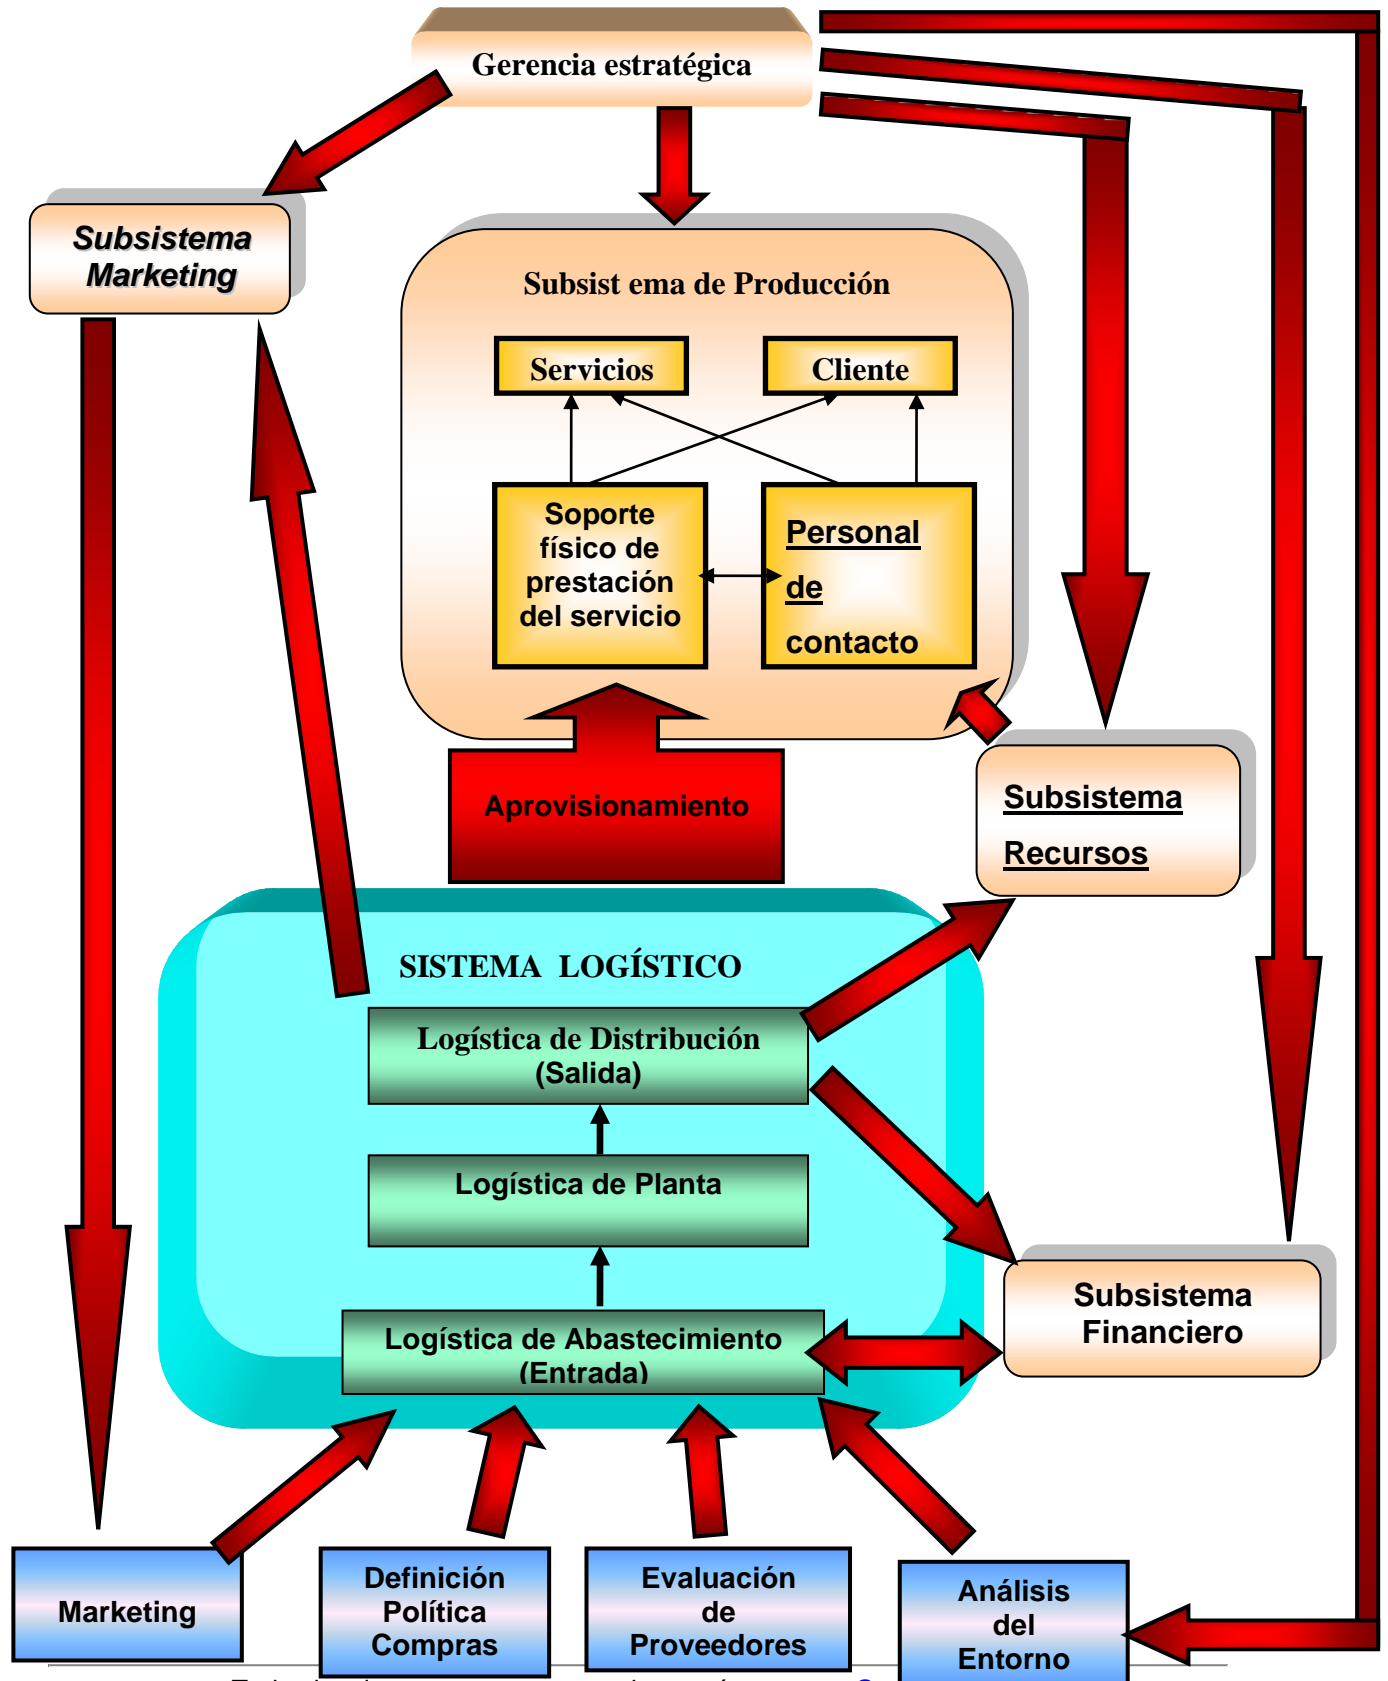 Gerencia estratégica
Subsistema
Marketing
Subsist ema de Producción
Servicios
Cliente
Soporte
físico de
prestación
del servicio
Personal
de
contacto
Aprovisionamiento
Subsistema
Recursos
SISTEMA LOGÍSTICO
Logística de Distribución
(Salida)
Logística de Planta
Logística de Abastecimiento
(Entrada)
Subsistema
Financiero
Marketing
Definición
Política
Compras
Evaluación
de
Proveedores
Análisis
del
Entorno